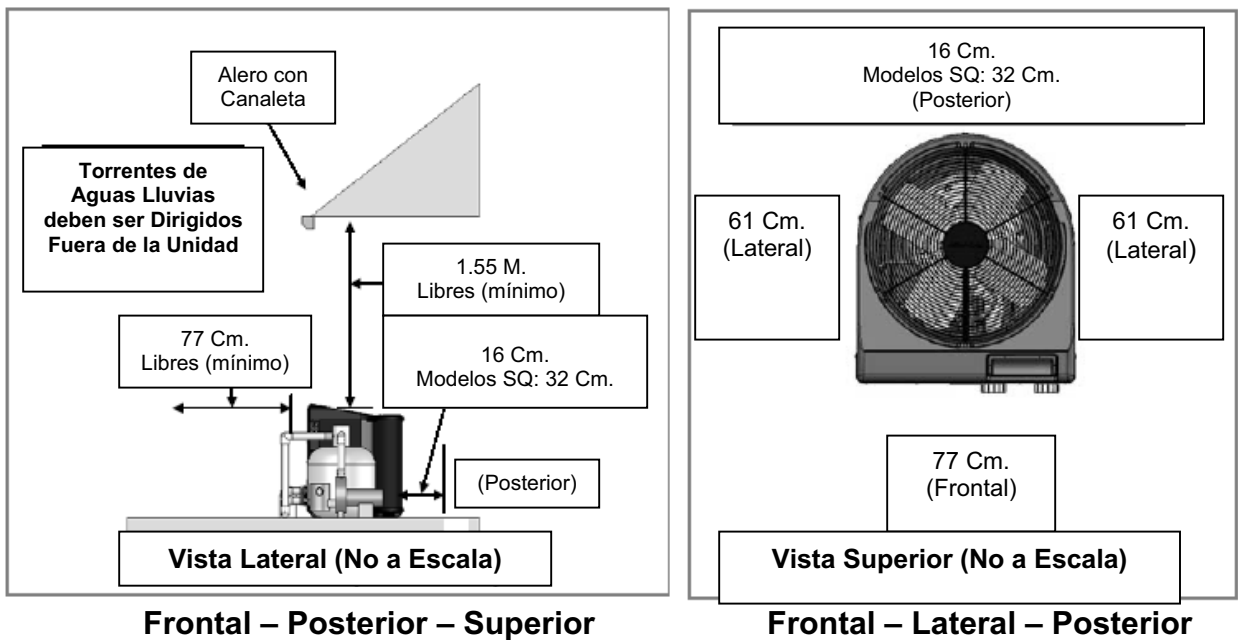 Alero con
Canaleta
Torrentes de
Aguas Lluvias
deben ser Dirigidos
Fuera de la Unidad
1.55 M.
Libres (mínimo)
77 Cm.
Libres (mínimo)
16 Cm.
Modelos SQ: 32 Cm.
(Posterior)
Vista Lateral (No a Escala)
Frontal – Posterior – Superior
16 Cm.
Modelos SQ: 32 Cm.
(Posterior)
61 Cm.
(Lateral)
61 Cm.
(Lateral)
77 Cm.
(Frontal)
Vista Superior (No a Escala)
Frontal – Lateral – Posterior